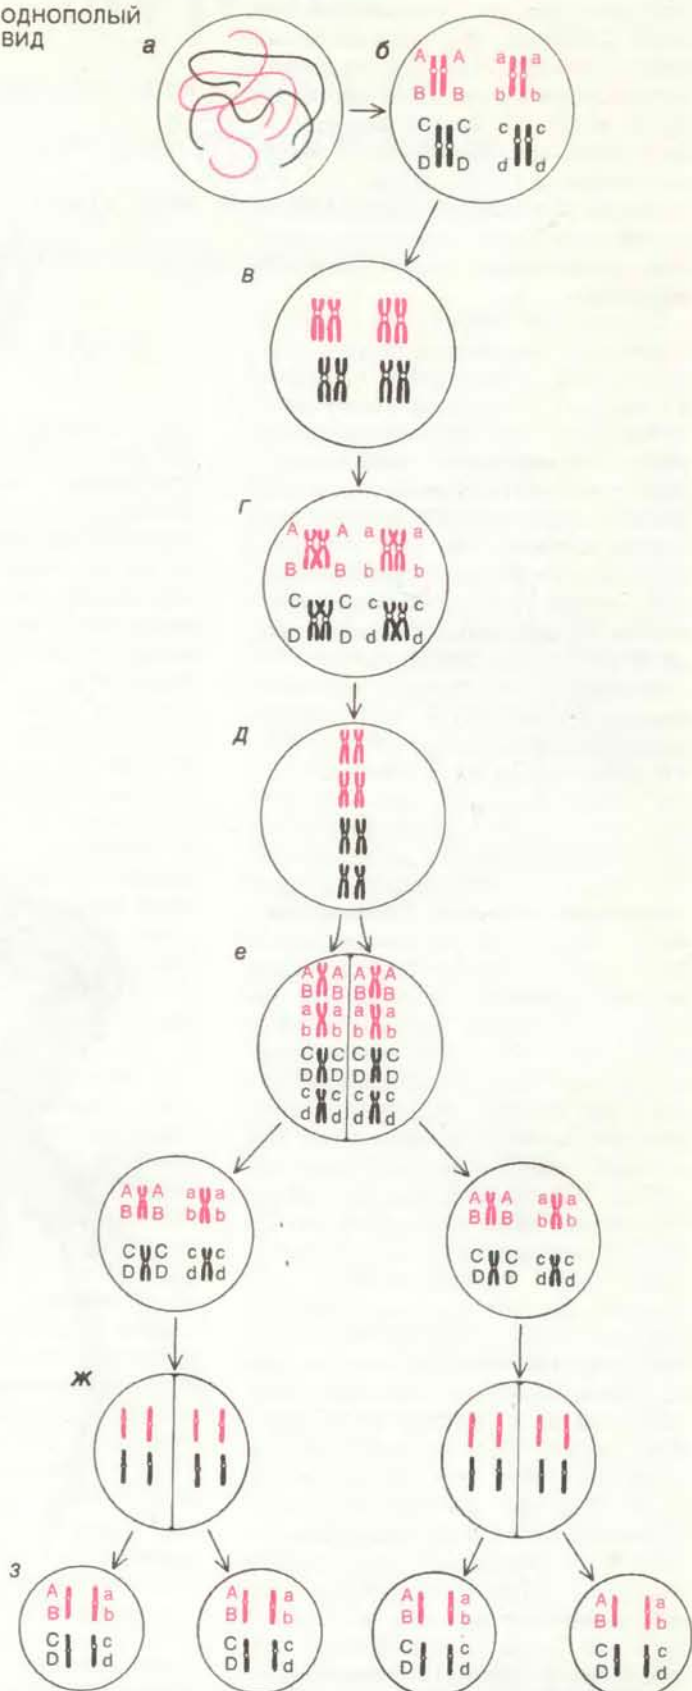 ОДНОПОЛЫЙ
ВИД
а
б
A A a a
B B b b
C C c c
D D d d
в
г
A A a a
B B b b
C C c c
D D d d
д
е
A A A A
B B B B
a a a a
b b b b
C C C C
D D D D
c c c c
d d d d
A A a a A A a a
B B b b B B b b
C C c c C C c c
D D d d D D d d
ж
з
A a A a A a A a
B b B b B b B b
C c C c C c C c
D d D d D d D d